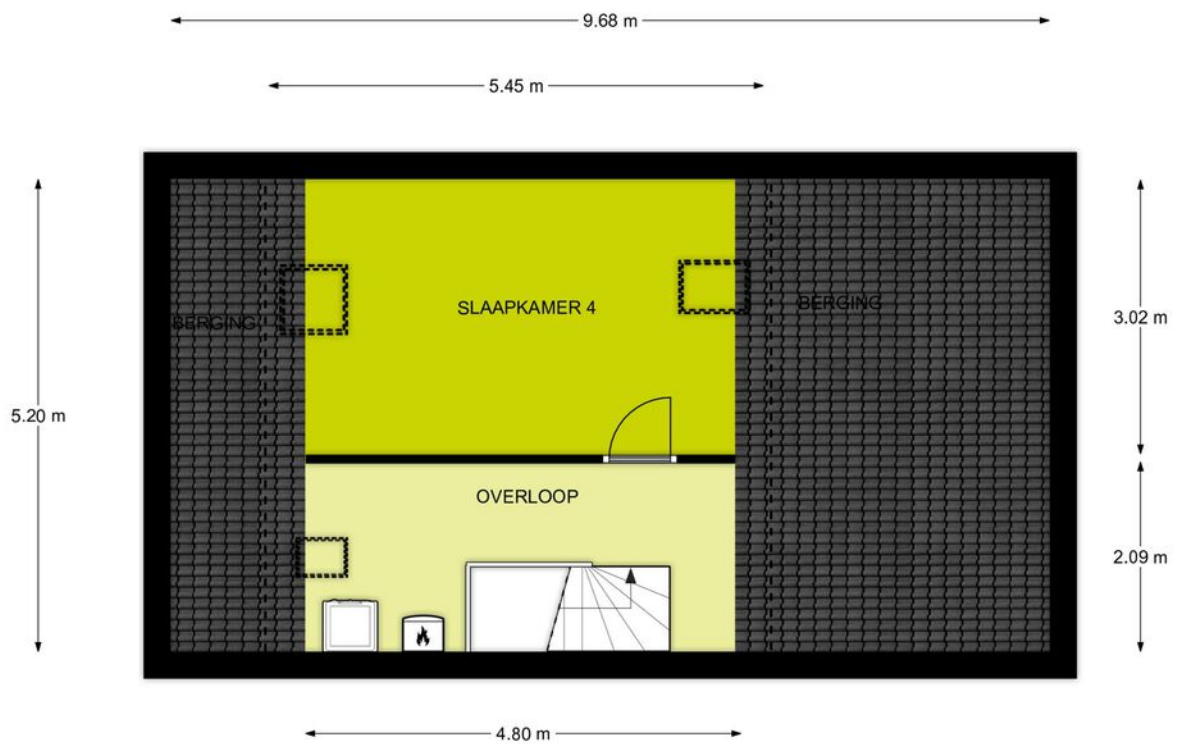 9.68 m
5.45 m
SLAAPKAMER 4
BERGING
BERGING
3.02 m
5.20 m
OVERLOOP
2.09 m
4.80 m